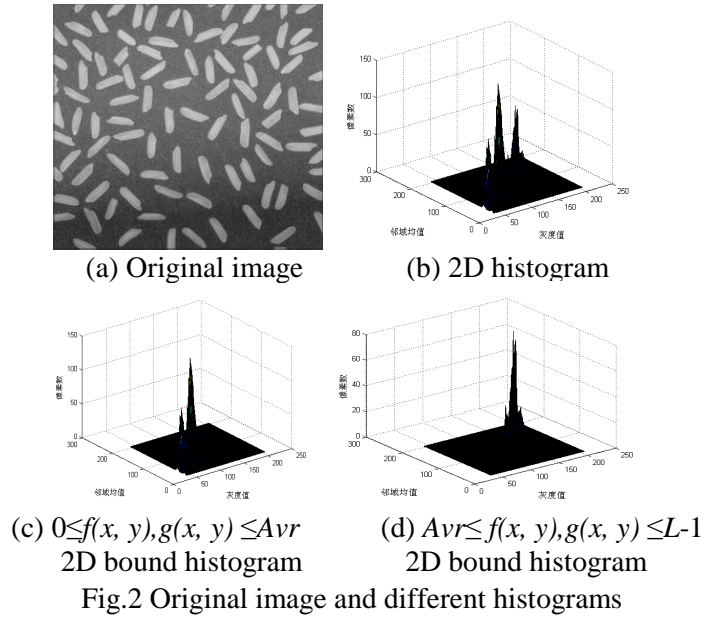 150
100
50
0
像素数
300
200
100
0
邻域均值
0
50
100
150
200
250
灰度值
(a) Original image
(b) 2D histogram
150
100
50
0
像素数
300
200
100
0
邻域均值
0
50
100
150
200
250
灰度值
80
60
40
20
0
像素数
300
200
100
0
邻域均值
0
50
100
150
200
250
灰度值
(c) 0≤f(x, y),g(x, y) ≤Avr
2D bound histogram
(d) Avr≤ f(x, y),g(x, y) ≤L-1
2D bound histogram
Fig.2 Original image and different histograms